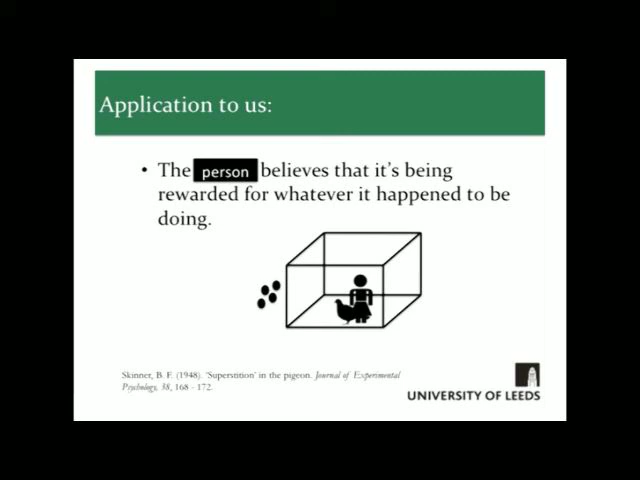 Application to us:
• The person believes that it's being
rewarded for whatever it happened to be
doing.
Skinner, B. F. (1948). 'Superstition' in the pigeon. Journal of Experimental
Psychology, 38, 168 - 172.
UNIVERSITY OF LEEDS